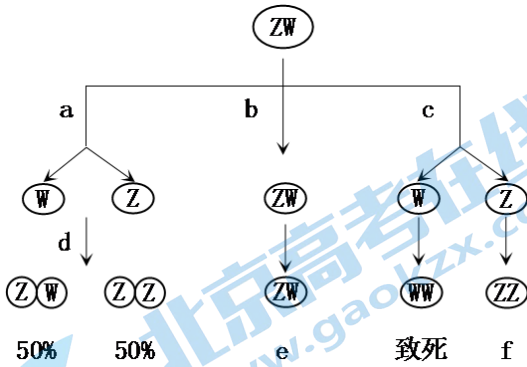 ZW
a b c
W Z ZW W Z
d
Z W Z Z ZW WW ZZ
50% 50% e 致死 f
北京高考在线
www.gaokzx.com